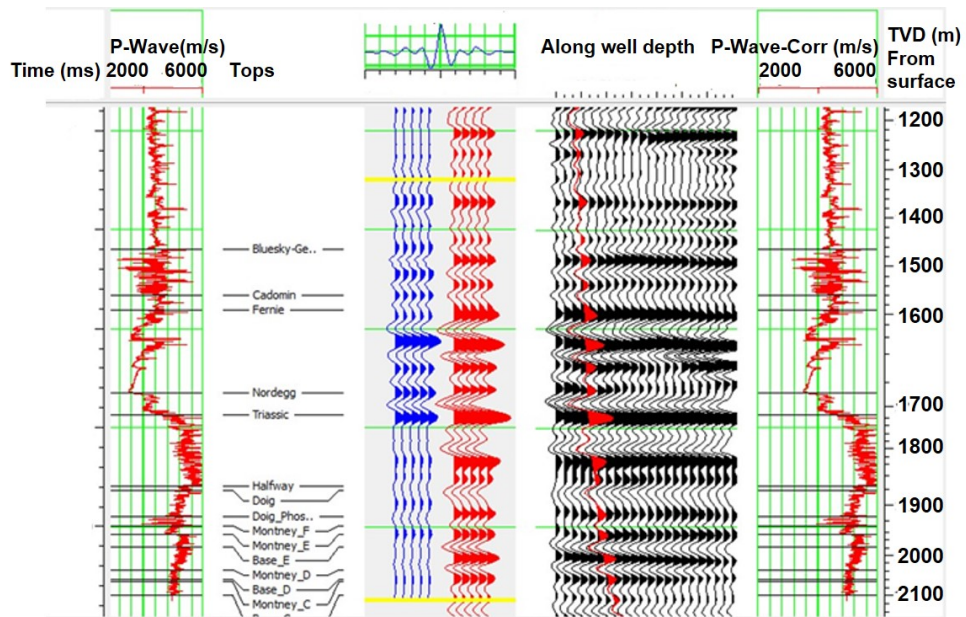 P-Wave(m/s)
Time (ms) 2000 6000 Tops
Along well depth
P-Wave-Corr (m/s)
2000 6000
TVD (m)
From
surface
Bluesky-Ge..
Cadomin
Fernie
Nordegg
Triassic
Halfway
Doig
Doig_Phos..
Montney_F
Montney_E
Base_E
Montney_D
Base_D
Montney_C
1200
1300
1400
1500
1600
1700
1800
1900
2000
2100